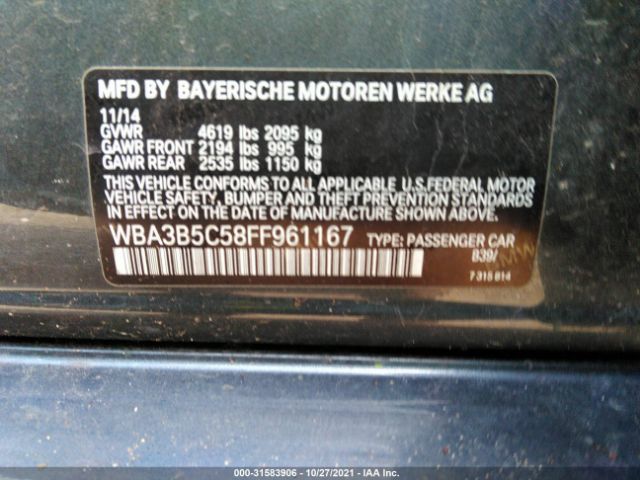 MFD BY BAYERISCHE MOTOREN WERKE AG
11/14
GVWR 4619 lbs 2095 kg
GAWR FRONT 2194 lbs 995 kg
GAWR REAR 2535 lbs 1150 kg
THIS VEHICLE CONFORMS TO ALL APPLICABLE U.S.FEDERAL MOTOR
VEHICLE SAFETY, BUMPER AND THEFT PREVENTION STANDARDS
IN EFFECT ON THE DATE OF MANUFACTURE SHOWN ABOVE.
WBA3B5C58FF961167 TYPE: PASSENGER CAR
B39/
7 315 814
000-31583906 - 10/27/2021 - IAA Inc.